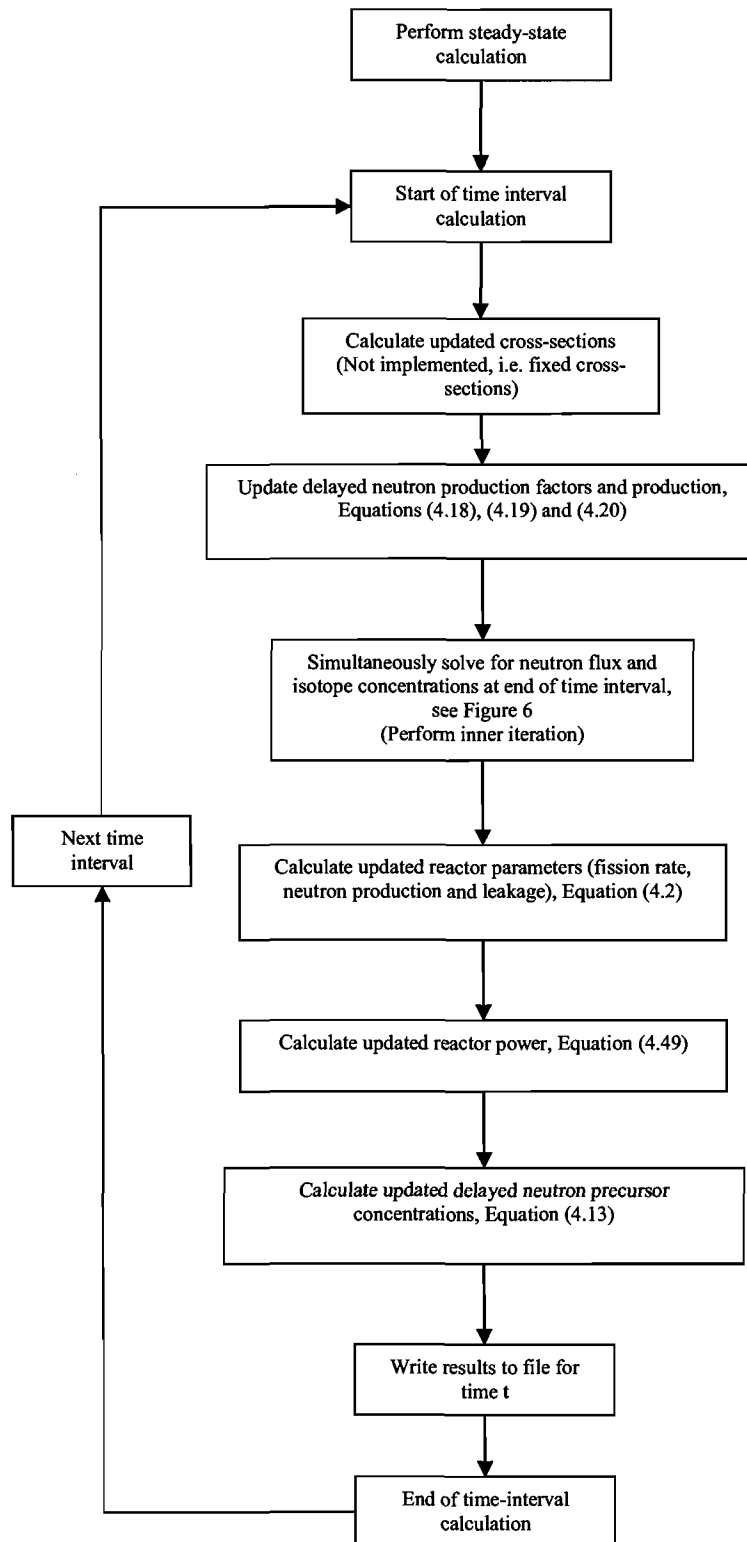 Perform steady-state
calculation
Start of time interval
calculation
Calculate updated cross-sections
(Not implemented, i.e. fixed cross-
sections)
Update delayed neutron production factors and production,
Equations (4.18), (4.19) and (4.20)
Simultaneously solve for neutron flux and
isotope concentrations at end of time interval,
see Figure 6
(Perform inner iteration)
Next time
interval
Calculate updated reactor parameters (fission rate,
neutron production and leakage), Equation (4.2)
Calculate updated reactor power, Equation (4.49)
Calculate updated delayed neutron precursor
concentrations, Equation (4.13)
Write results to file for
time t
End of time-interval
calculation